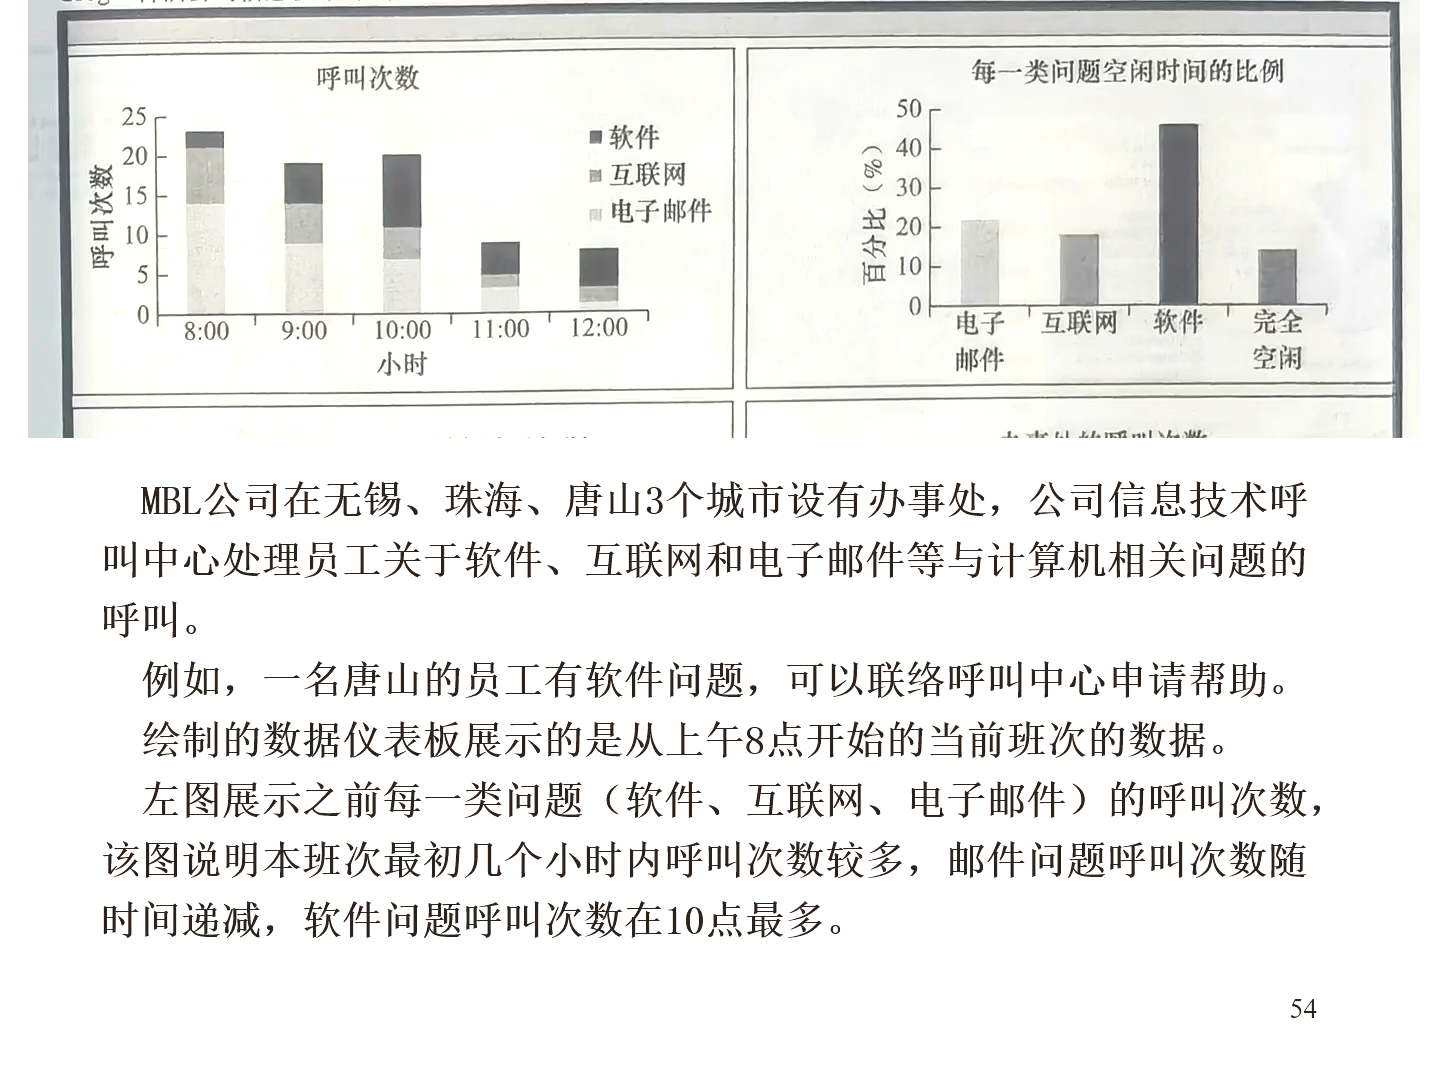 呼叫次数
25
20
15
10
5
0
呼叫次数
8:00 9:00 10:00 11:00 12:00
小时
软件
互联网
电子邮件
每一类问题空闲时间的比例
50
40
30
20
10
0
百分比（%）
电子邮件 互联网 软件 完全空闲
MBL公司在无锡、珠海、唐山3个城市设有办事处，公司信息技术呼
叫中心处理员工关于软件、互联网和电子邮件等与计算机相关问题的
呼叫。
例如，一名唐山的员工有软件问题，可以联络呼叫中心申请帮助。
绘制的数据仪表板展示的是从上午8点开始的当前班次的数据。
左图展示之前每一类问题（软件、互联网、电子邮件）的呼叫次数，
该图说明本班次最初几个小时内呼叫次数较多，邮件问题呼叫次数随
时间递减，软件问题呼叫次数在10点最多。
54